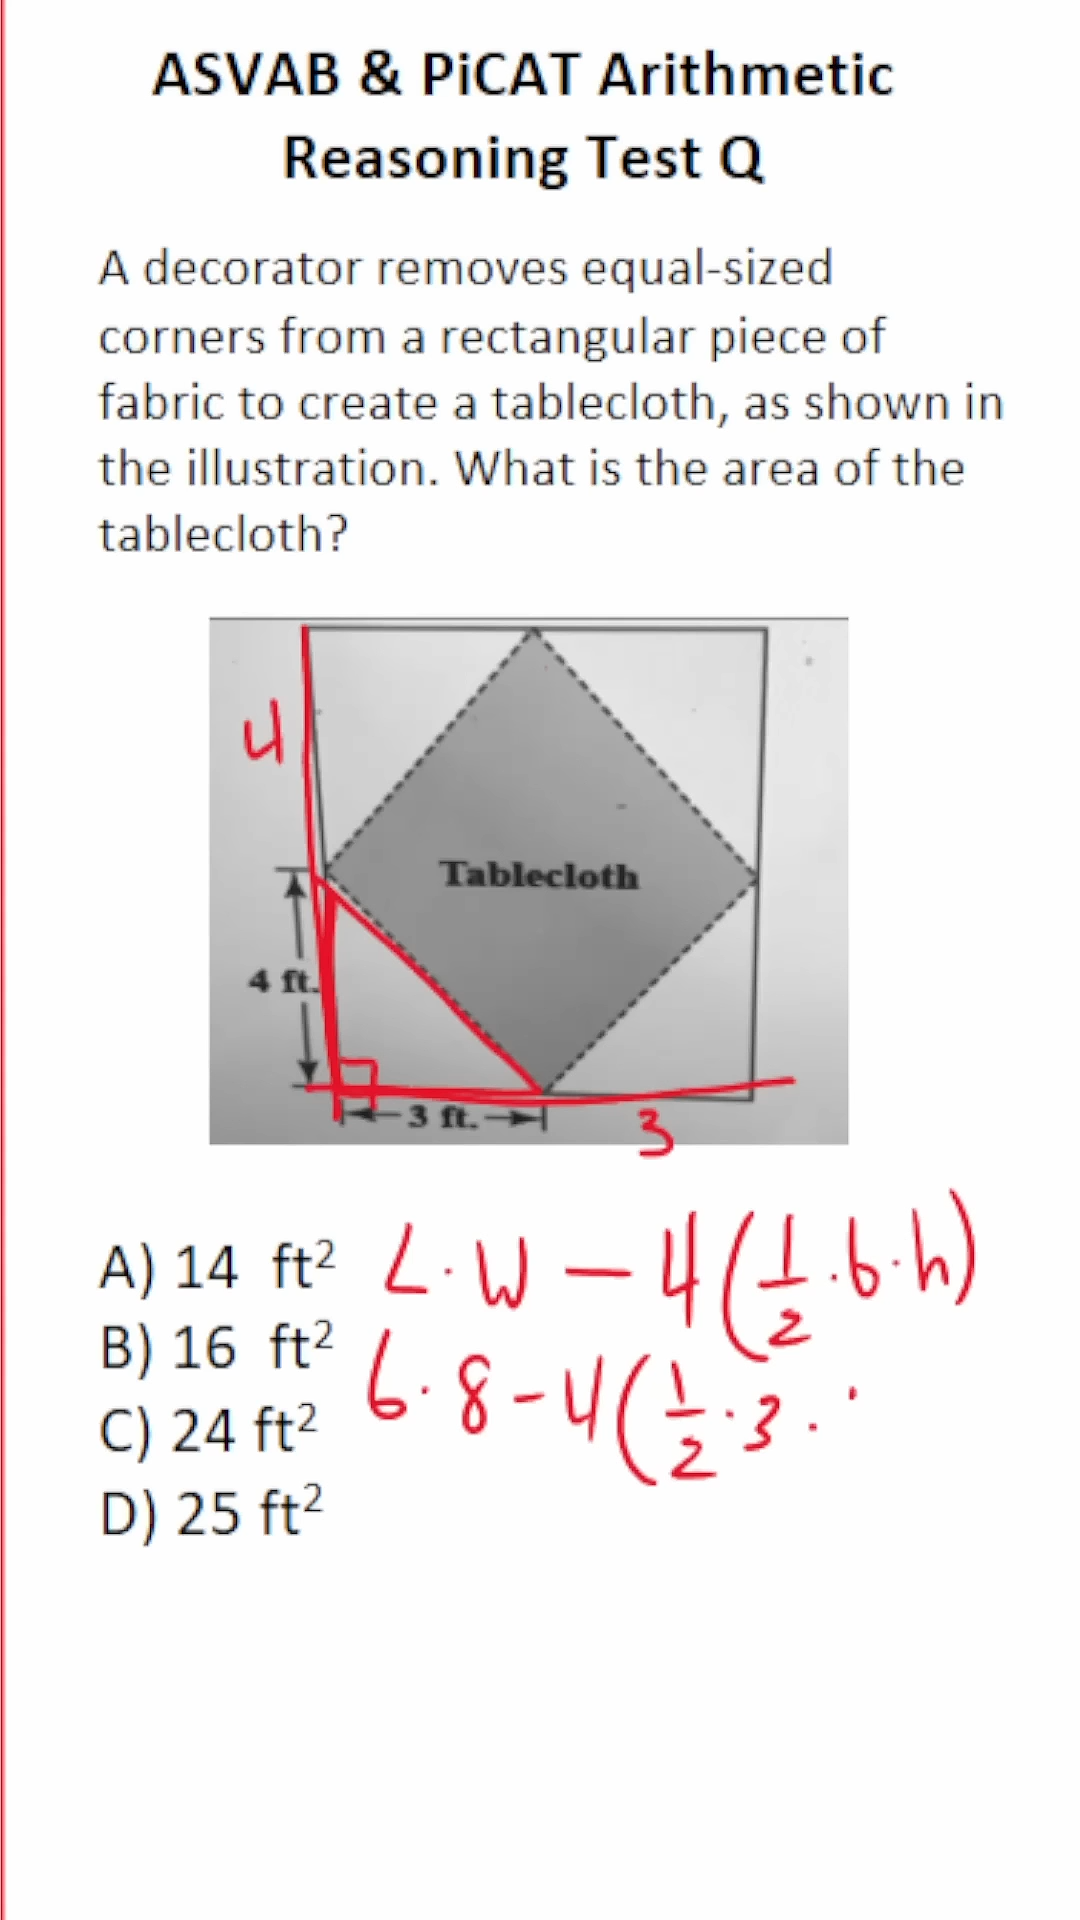 ASVAB & PiCAT Arithmetic
Reasoning Test Q
A decorator removes equal-sized
corners from a rectangular piece of
fabric to create a tablecloth, as shown in
the illustration. What is the area of the
tablecloth?
4
Tablecloth
4 ft.
3 ft.
3
A) 14 ft²
L·W - 4(1/2·b·h)
B) 16 ft²
6·8-4(1/2·3·
C) 24 ft²
D) 25 ft²